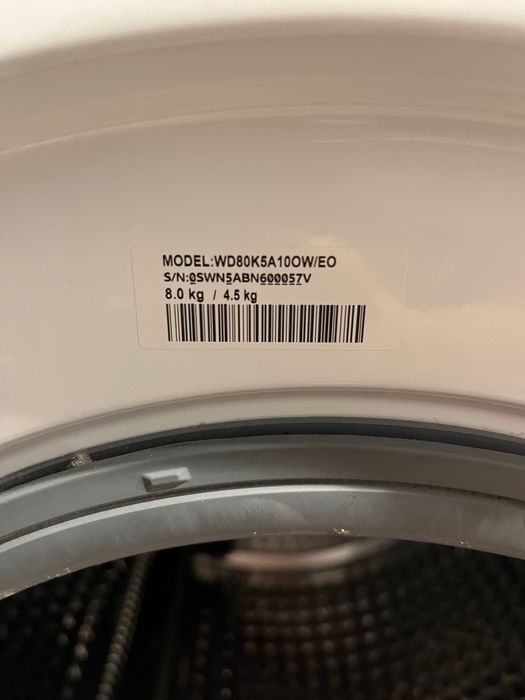 MODEL:WD80K5A10OW/EO
S/N:0SWN5ABN600057V
8.0 kg / 4.5 kg